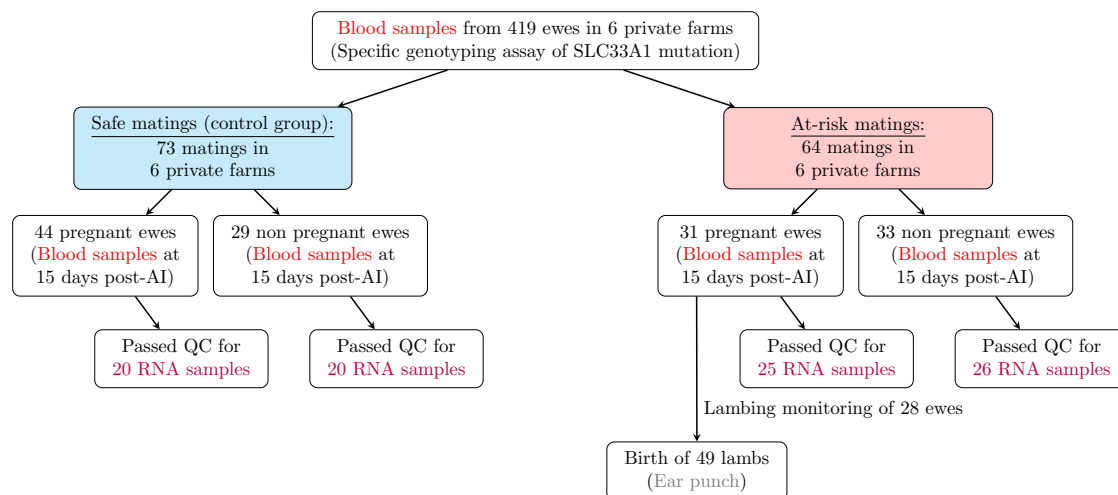 Blood samples from 419 ewes in 6 private farms
(Specific genotyping assay of SLC33A1 mutation)
Safe matings (control group):
73 matings in
6 private farms
At-risk matings:
64 matings in
6 private farms
44 pregnant ewes
(Blood samples at
15 days post-AI)
29 non pregnant ewes
(Blood samples at
15 days post-AI)
31 pregnant ewes
(Blood samples at
15 days post-AI)
33 non pregnant ewes
(Blood samples at
15 days post-AI)
Passed QC for
20 RNA samples
Passed QC for
20 RNA samples
Passed QC for
25 RNA samples
Passed QC for
26 RNA samples
Lambing monitoring of 28 ewes
Birth of 49 lambs
(Ear punch)